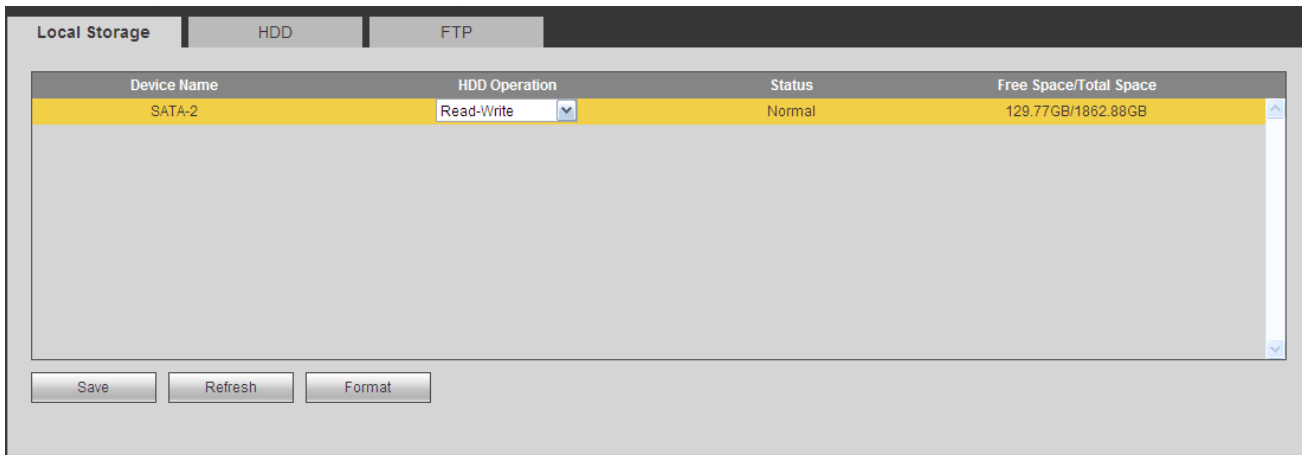 Local Storage HDD FTP
Device Name HDD Operation Status Free Space/Total Space
SATA-2 Read-Write Normal 129.77GB/1862.88GB
Save Refresh Format